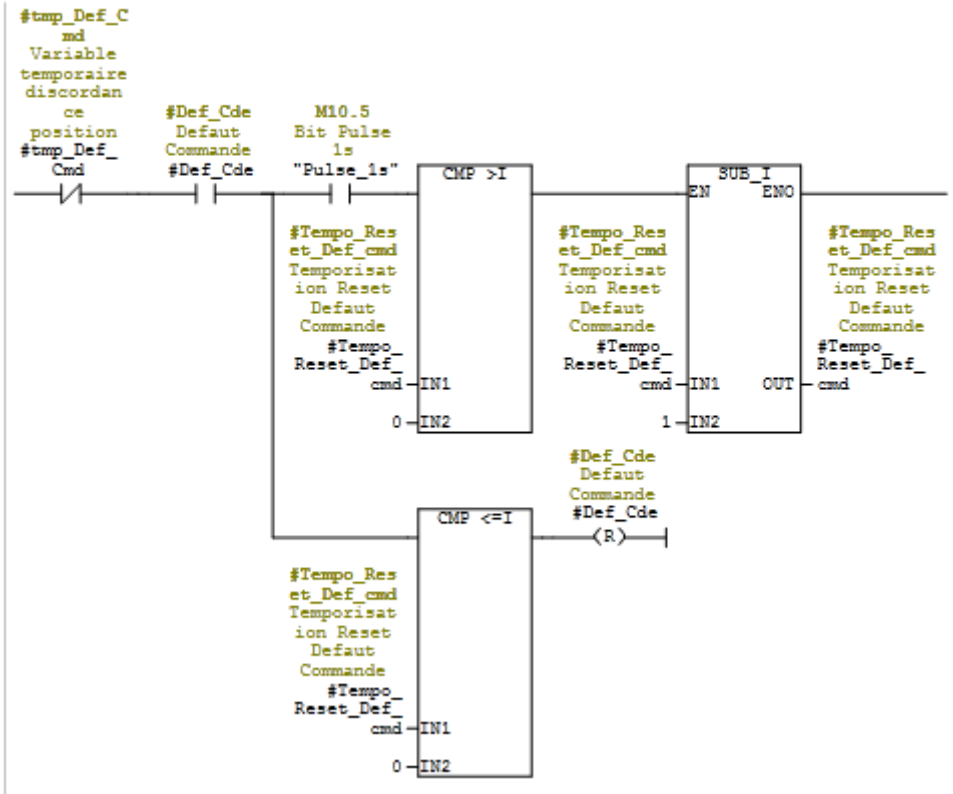 #tmp_Def_C
md
Variable
temporaire
discordan
ce
position
#tmp_Def_
Cmd
#Def_Cde
Defaut
Commande
#Def_Cde
M10.5
Bit Pulse
1s
"Pulse_1s"
CMP >I
#Tempo_Res
et_Def_cmd
Temporisat
ion Reset
Defaut
Commande
#Tempo_
Reset_Def_
cmd
IN1
0
IN2
SUB_I
EN
ENO
#Tempo_Res
et_Def_cmd
Temporisat
ion Reset
Defaut
Commande
#Tempo_
Reset_Def_
cmd
IN1
1
IN2
OUT
#Tempo_Res
et_Def_cmd
Temporisat
ion Reset
Defaut
Commande
#Tempo_
Reset_Def_
cmd
CMP <=I
#Tempo_Res
et_Def_cmd
Temporisat
ion Reset
Defaut
Commande
#Tempo_
Reset_Def_
cmd
IN1
0
IN2
#Def_Cde
Defaut
Commande
#Def_Cde
(R)